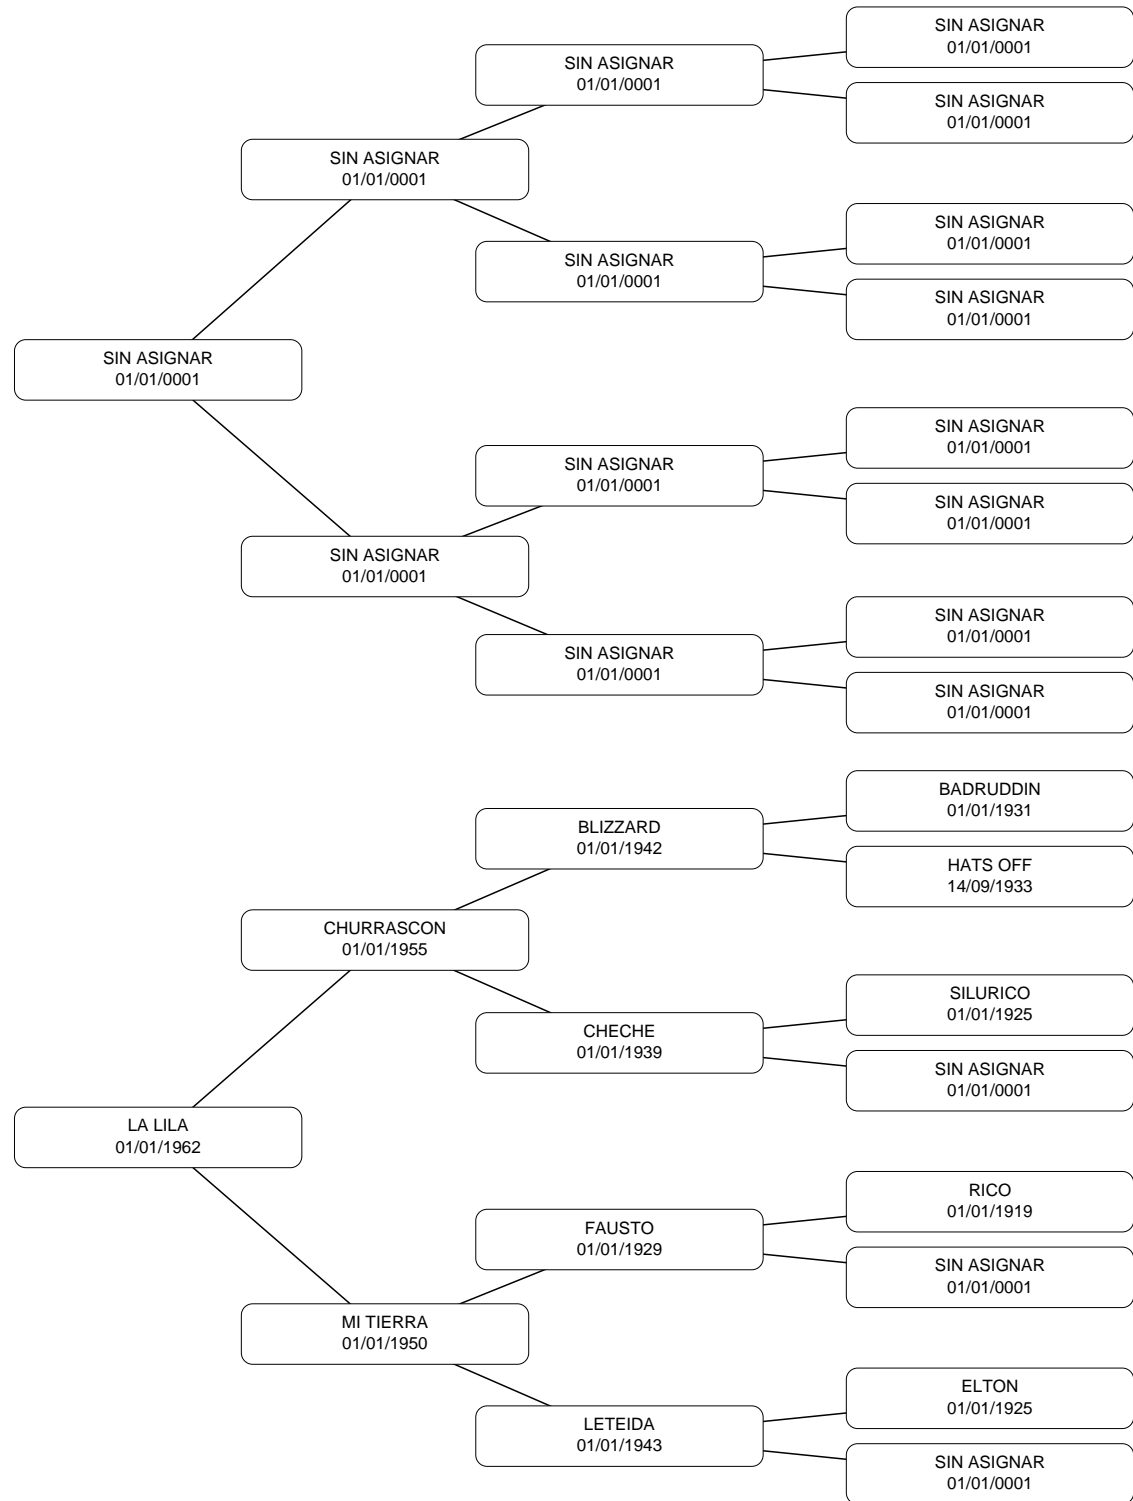 SIN ASIGNAR
01/01/0001
SIN ASIGNAR
01/01/0001
SIN ASIGNAR
01/01/0001
SIN ASIGNAR
01/01/0001
SIN ASIGNAR
01/01/0001
SIN ASIGNAR
01/01/0001
SIN ASIGNAR
01/01/0001
SIN ASIGNAR
01/01/0001
SIN ASIGNAR
01/01/0001
SIN ASIGNAR
01/01/0001
SIN ASIGNAR
01/01/0001
SIN ASIGNAR
01/01/0001
SIN ASIGNAR
01/01/0001
SIN ASIGNAR
01/01/0001
SIN ASIGNAR
01/01/0001
BADRUDDIN
01/01/1931
BLIZZARD
01/01/1942
HATS OFF
14/09/1933
CHURRASCON
01/01/1955
SILURICO
01/01/1925
CHECHE
01/01/1939
SIN ASIGNAR
01/01/0001
LA LILA
01/01/1962
RICO
01/01/1919
FAUSTO
01/01/1929
SIN ASIGNAR
01/01/0001
MI TIERRA
01/01/1950
ELTON
01/01/1925
LETEIDA
01/01/1943
SIN ASIGNAR
01/01/0001